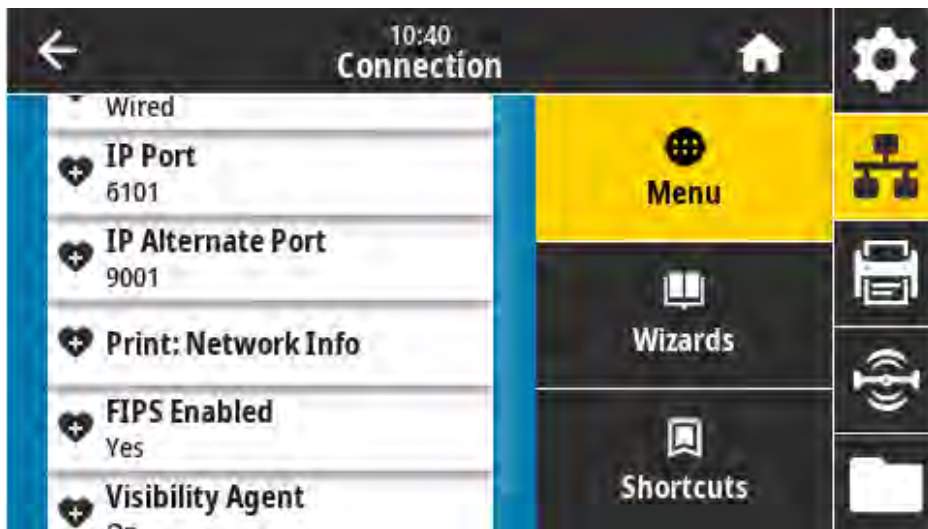 10:40
Connection
Wired
IP Port
6101
IP Alternate Port
9001
Print: Network Info
FIPS Enabled
Yes
Visibility Agent
Menu
Wizards
Shortcuts